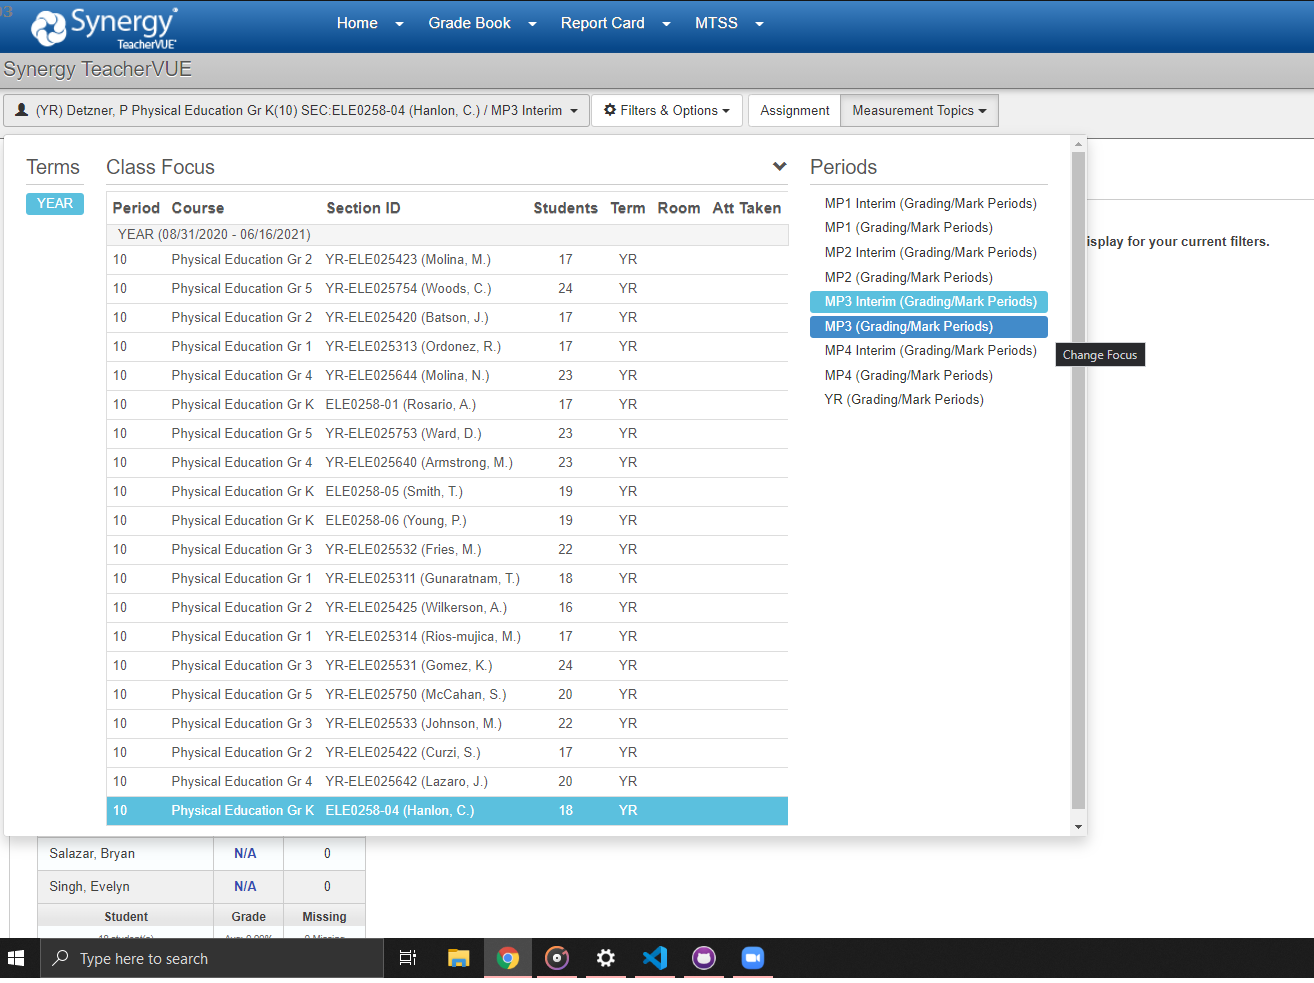 03
Synergy
TeacherVUE
Home Grade Book Report Card MTSS
Synergy TeacherVUE
(YR) Detzner, P Physical Education Gr K(10) SEC:ELE0258-04 (Hanlon, C.) / MP3 Interim Filters & Options Assignment Measurement Topics
Terms Class Focus Periods
YEAR
Period Course Section ID Students Term Room Att Taken
YEAR (08/31/2020 - 06/16/2021)
10 Physical Education Gr 2 YR-ELE025423 (Molina, M.) 17 YR
10 Physical Education Gr 5 YR-ELE025754 (Woods, C.) 24 YR
10 Physical Education Gr 2 YR-ELE025420 (Batson, J.) 17 YR
10 Physical Education Gr 1 YR-ELE025313 (Ordonez, R.) 17 YR
10 Physical Education Gr 4 YR-ELE025644 (Molina, N.) 23 YR
10 Physical Education Gr K ELE0258-01 (Rosario, A.) 17 YR
10 Physical Education Gr 5 YR-ELE025753 (Ward, D.) 23 YR
10 Physical Education Gr 4 YR-ELE025640 (Armstrong, M.) 23 YR
10 Physical Education Gr K ELE0258-05 (Smith, T.) 19 YR
10 Physical Education Gr K ELE0258-06 (Young, P.) 19 YR
10 Physical Education Gr 3 YR-ELE025532 (Fries, M.) 22 YR
10 Physical Education Gr 1 YR-ELE025311 (Gunaratnam, T.) 18 YR
10 Physical Education Gr 2 YR-ELE025425 (Wilkerson, A.) 16 YR
10 Physical Education Gr 1 YR-ELE025314 (Rios-mujica, M.) 17 YR
10 Physical Education Gr 3 YR-ELE025531 (Gomez, K.) 24 YR
10 Physical Education Gr 5 YR-ELE025750 (McCahan, S.) 20 YR
10 Physical Education Gr 3 YR-ELE025533 (Johnson, M.) 22 YR
10 Physical Education Gr 2 YR-ELE025422 (Curzi, S.) 17 YR
10 Physical Education Gr 4 YR-ELE025642 (Lazaro, J.) 20 YR
10 Physical Education Gr K ELE0258-04 (Hanlon, C.) 18 YR
MP1 Interim (Grading/Mark Periods)
MP1 (Grading/Mark Periods)
MP2 Interim (Grading/Mark Periods)
MP2 (Grading/Mark Periods)
MP3 Interim (Grading/Mark Periods)
MP3 (Grading/Mark Periods)
MP4 Interim (Grading/Mark Periods)
MP4 (Grading/Mark Periods)
YR (Grading/Mark Periods)
isplay for your current filters.
Change Focus
Salazar, Bryan N/A 0
Singh, Evelyn N/A 0
Student Grade Missing
Type here to search